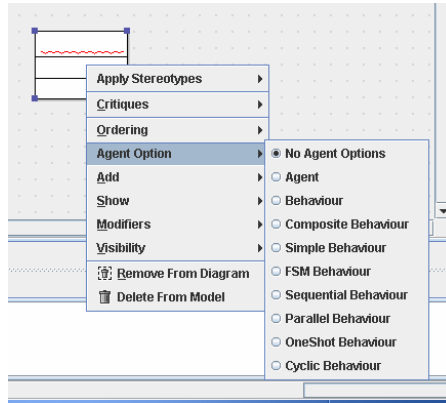 Apply Stereotypes
Critiques
Ordering
Agent Option
Add
Show
Modifiers
Visibility
Remove From Diagram
Delete From Model
No Agent Options
Agent
Behaviour
Composite Behaviour
Simple Behaviour
FSM Behaviour
Sequential Behaviour
Parallel Behaviour
OneShot Behaviour
Cyclic Behaviour